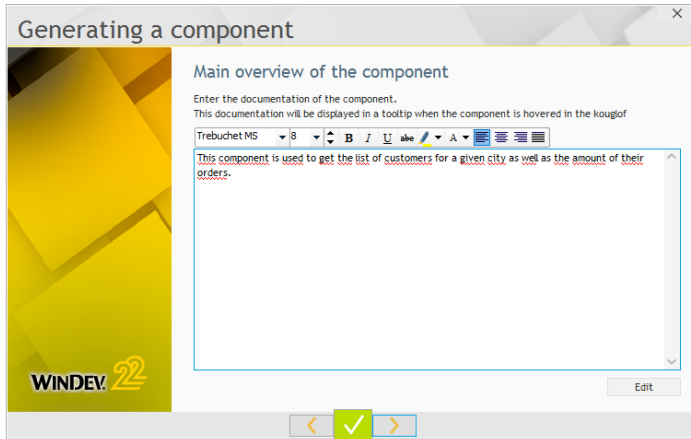 Generating a component
Main overview of the component
Enter the documentation of the component.
This documentation will be displayed in a tooltip when the component is hovered in the kouglof
Trebuchet MS 8 B I U abc A
This component is used to get the list of customers for a given city as well as the amount of their
orders.
Edit
WINDEV. 22